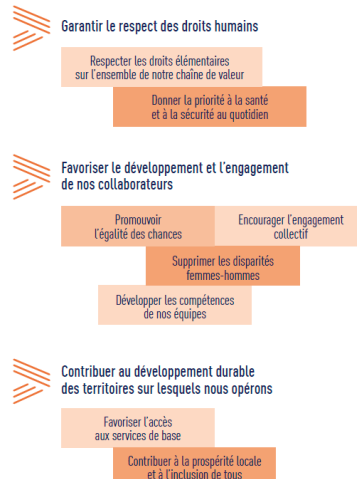 Garantir le respect des droits humains
Respecter les droits élémentaires
sur l'ensemble de notre chaîne de valeur
Donner la priorité à la santé
et à la sécurité au quotidien
Favoriser le développement et l'engagement
de nos collaborateurs
Promouvoir
l'égalité des chances
Encourager l'engagement
collectif
Supprimer les disparités
femmes-hommes
Développer les compétences
de nos équipes
Contribuer au développement durable
des territoires sur lesquels nous opérons
Favoriser l'accès
aux services de base
Contribuer à la prospérité locale
et à l'inclusion de tous